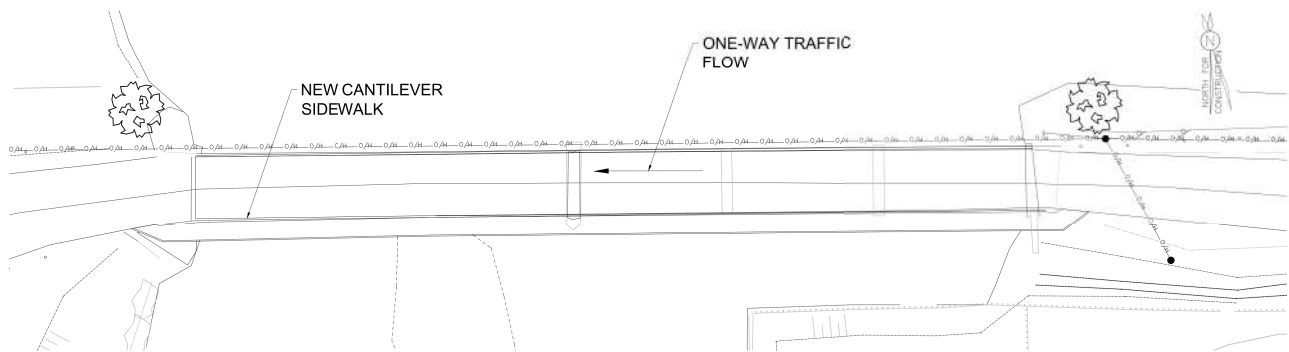 ONE-WAY TRAFFIC
FLOW
NEW CANTILEVER
SIDEWALK
N
NORTH FOR
CONSTRUCTION